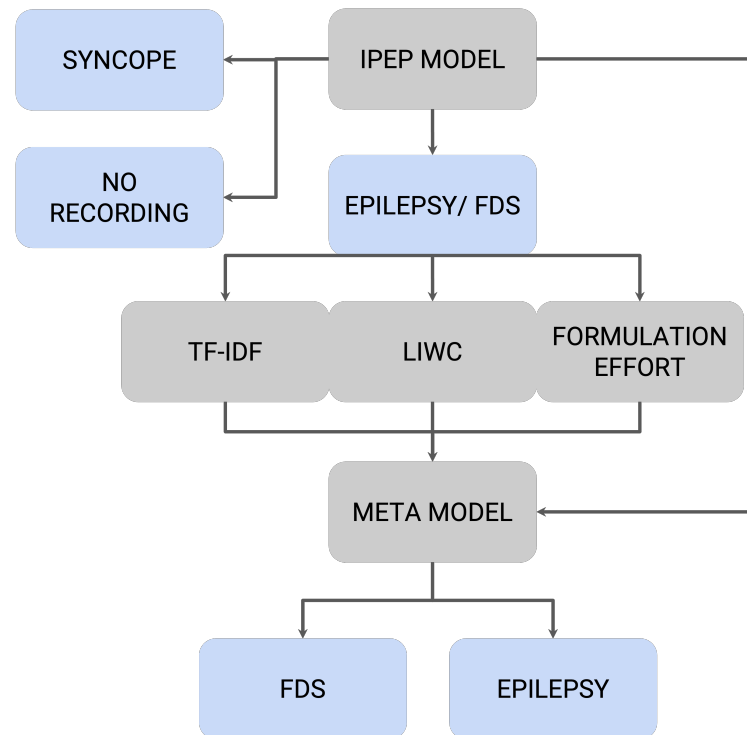 SYNCOPE
IPEP MODEL
NO
RECORDING
EPILEPSY/ FDS
TF-IDF
LIWC
FORMULATION
EFFORT
META MODEL
FDS
EPILEPSY